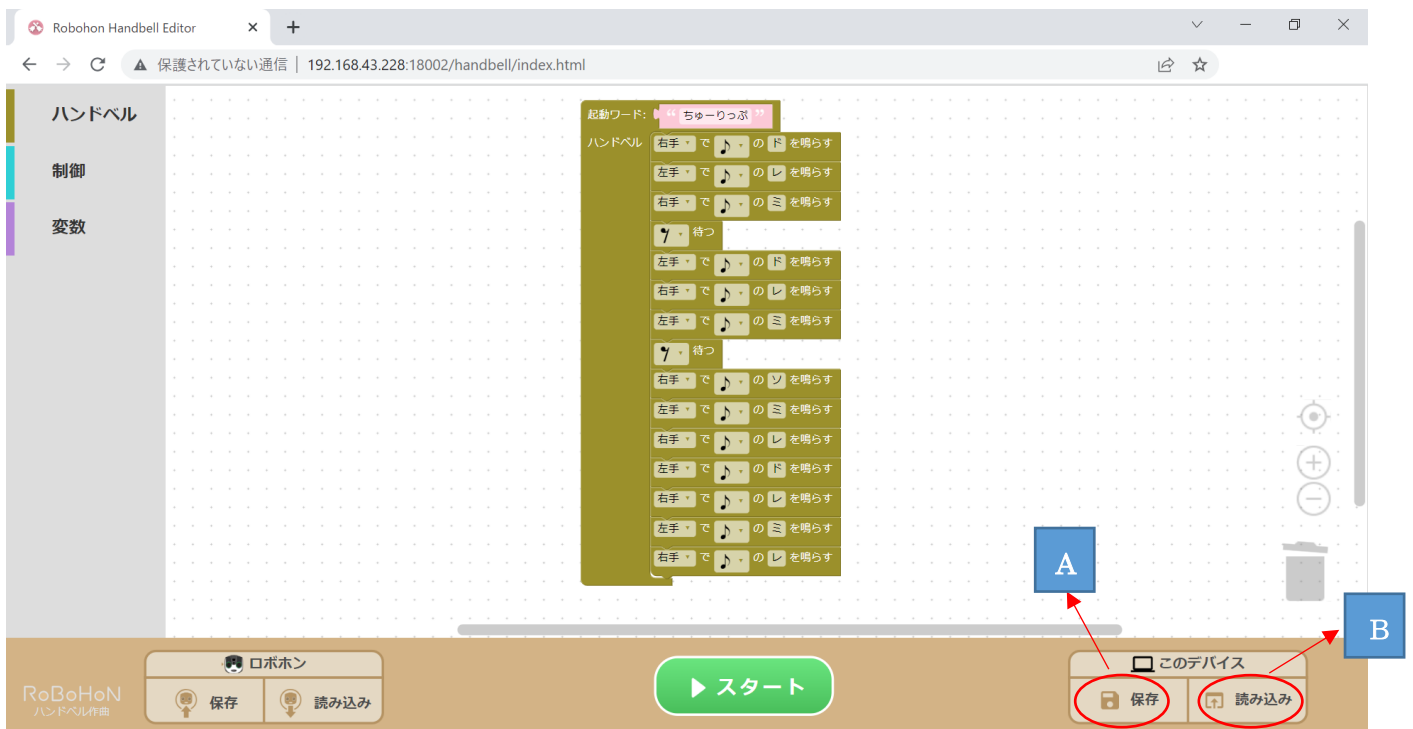 Robohon Handbell Editor
保護されていない通信 | 192.168.43.228:18002/handbell/index.html
ハンドベル
制御
変数
起動ワード: “ ちゅーりっぷ ”
ハンドベル 右手 で ♪ の ド を鳴らす
左手 で ♪ の レ を鳴らす
右手 で ♪ の ミ を鳴らす
待つ
左手 で ♪ の ド を鳴らす
右手 で ♪ の レ を鳴らす
左手 で ♪ の ミ を鳴らす
待つ
右手 で ♪ の ソ を鳴らす
左手 で ♪ の ミ を鳴らす
右手 で ♪ の レ を鳴らす
左手 で ♪ の ド を鳴らす
右手 で ♪ の レ を鳴らす
左手 で ♪ の ミ を鳴らす
右手 で ♪ の レ を鳴らす
A
B
RoBoHoN
ハンドベル作曲
ロボホン
保存 読み込み
スタート
このデバイス
保存 読み込み